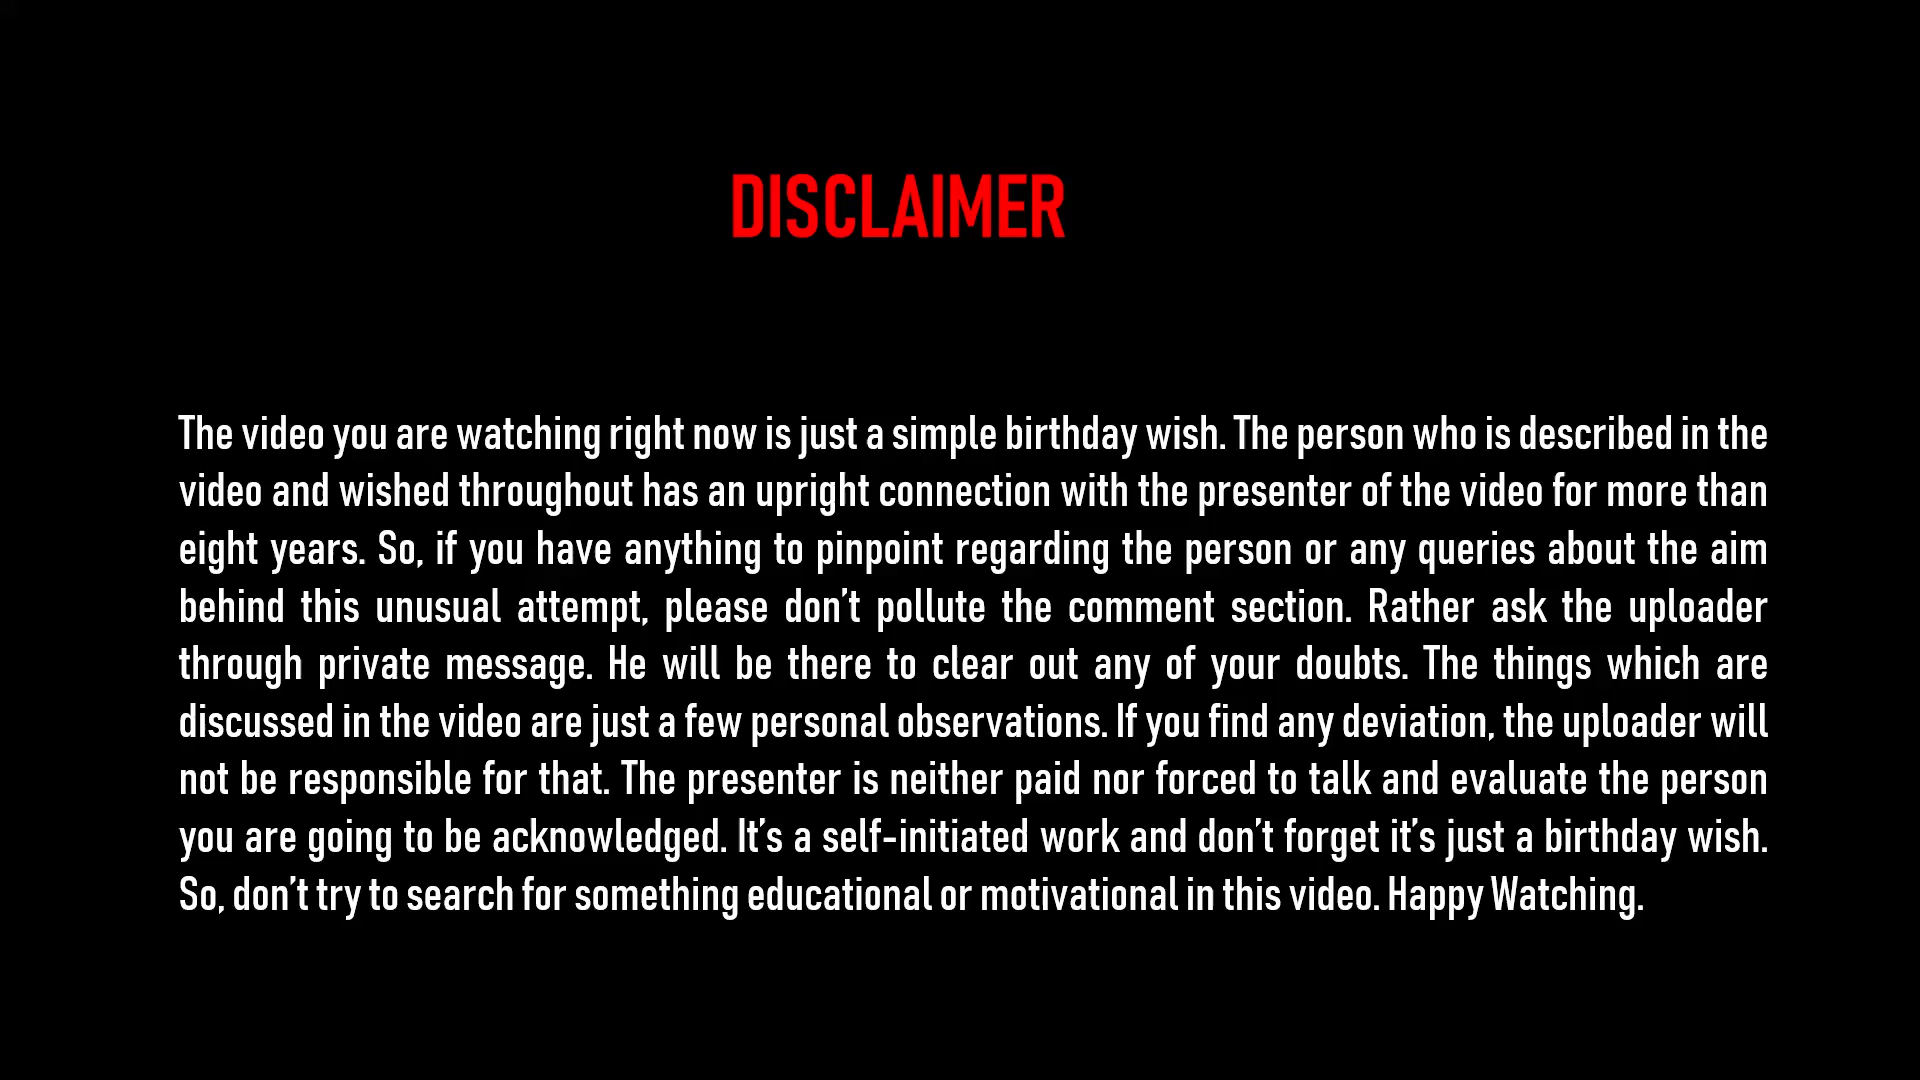 DISCLAIMER
The video you are watching right now is just a simple birthday wish. The person who is described in the
video and wished throughout has an upright connection with the presenter of the video for more than
eight years. So, if you have anything to pinpoint regarding the person or any queries about the aim
behind this unusual attempt, please don’t pollute the comment section. Rather ask the uploader
through private message. He will be there to clear out any of your doubts. The things which are
discussed in the video are just a few personal observations. If you find any deviation, the uploader will
not be responsible for that. The presenter is neither paid nor forced to talk and evaluate the person
you are going to be acknowledged. It’s a self-initiated work and don’t forget it’s just a birthday wish.
So, don’t try to search for something educational or motivational in this video. Happy Watching.